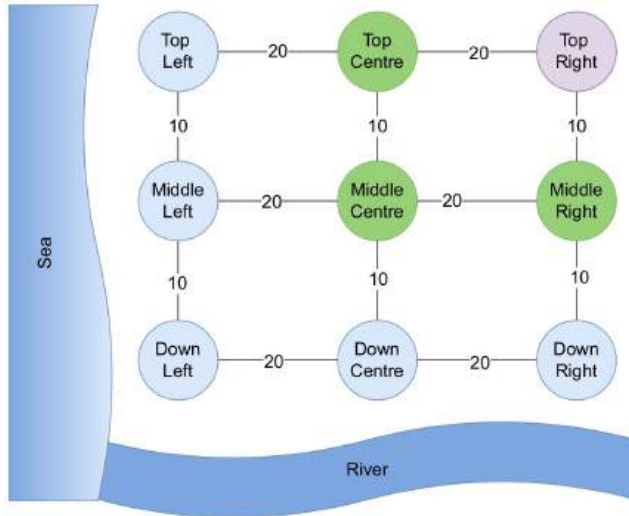 Top
Left
20
Top
Centre
20
Top
Right
10
10
10
Middle
Left
20
Middle
Centre
20
Middle
Right
Sea
10
10
10
Down
Left
20
Down
Centre
20
Down
Right
River